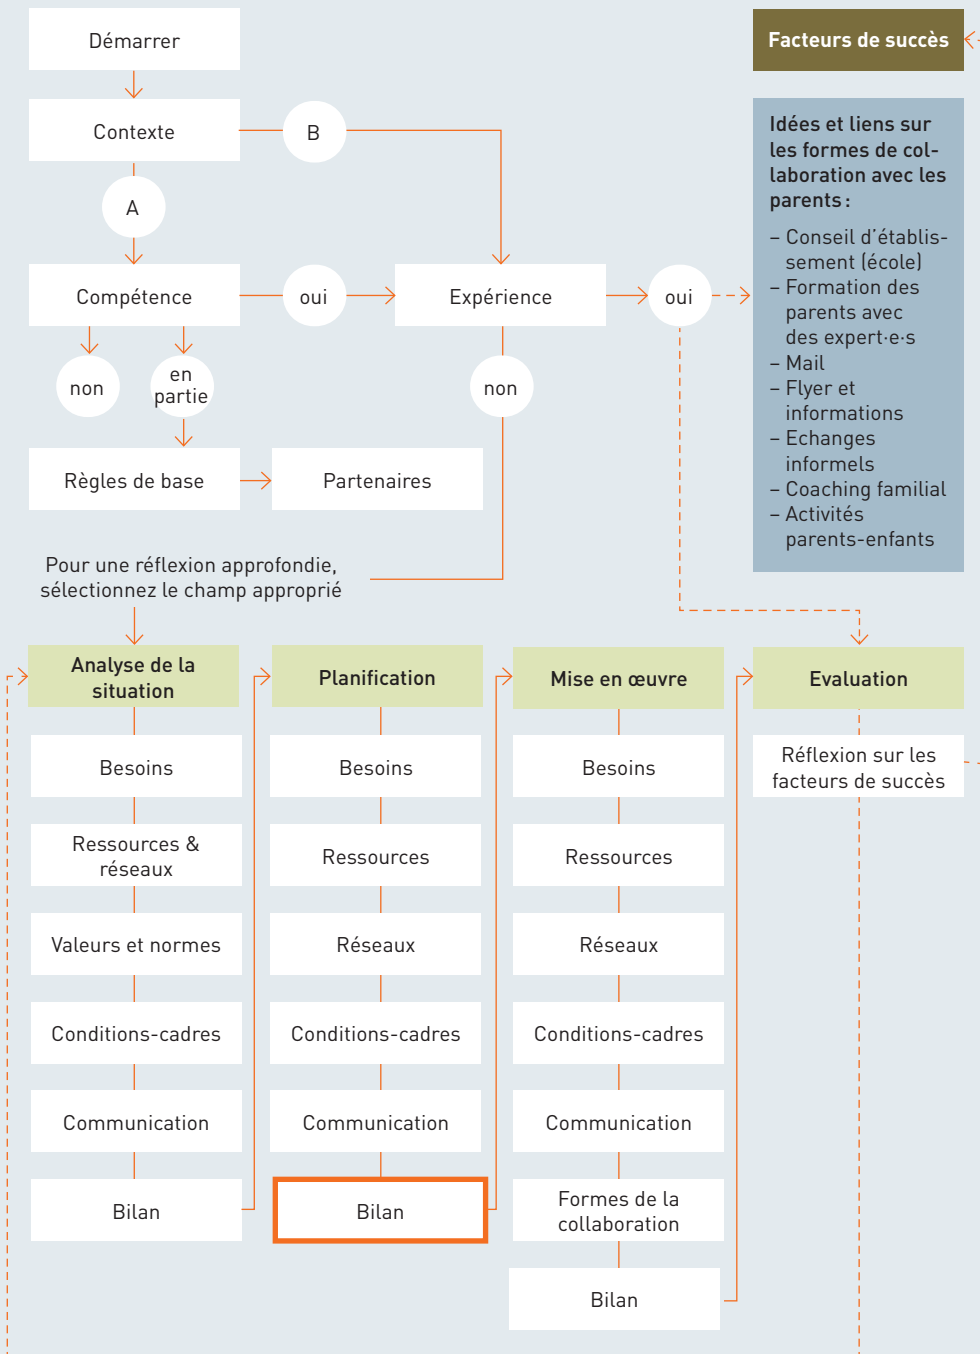 Démarrer
Contexte
B
A
Compétence
oui
Expérience
oui
non
en
partie
non
Règles de base
Partenaires
Facteurs de succès
Idées et liens sur
les formes de col-
laboration avec les
parents :
– Conseil d'établis-
sement (école)
– Formation des
parents avec
des expert·e·s
– Mail
– Flyer et
informations
– Echanges
informels
– Coaching familial
– Activités
parents-enfants
Pour une réflexion approfondie,
sélectionnez le champ approprié
Analyse de la
situation
Besoins
Ressources &
réseaux
Valeurs et normes
Conditions-cadres
Communication
Bilan
Planification
Besoins
Ressources
Réseaux
Conditions-cadres
Communication
Bilan
Mise en œuvre
Besoins
Ressources
Réseaux
Conditions-cadres
Communication
Formes de la
collaboration
Bilan
Evaluation
Réflexion sur les
facteurs de succès